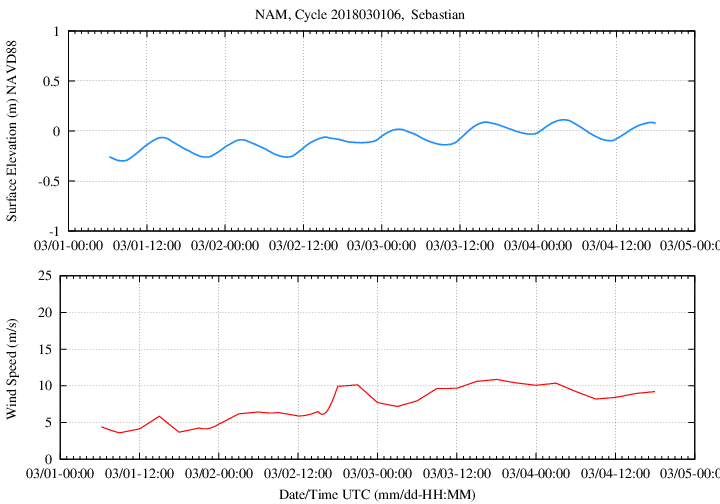 NAM, Cycle 2018030106,  Sebastian
Surface Elevation (m) NAVD88
1
0.5
0
-0.5
-1
03/01-00:00 03/01-12:00 03/02-00:00 03/02-12:00 03/03-00:00 03/03-12:00 03/04-00:00 03/04-12:00 03/05-00:00
Wind Speed (m/s)
25
20
15
10
5
0
03/01-00:00 03/01-12:00 03/02-00:00 03/02-12:00 03/03-00:00 03/03-12:00 03/04-00:00 03/04-12:00 03/05-00:00
Date/Time UTC (mm/dd-HH:MM)